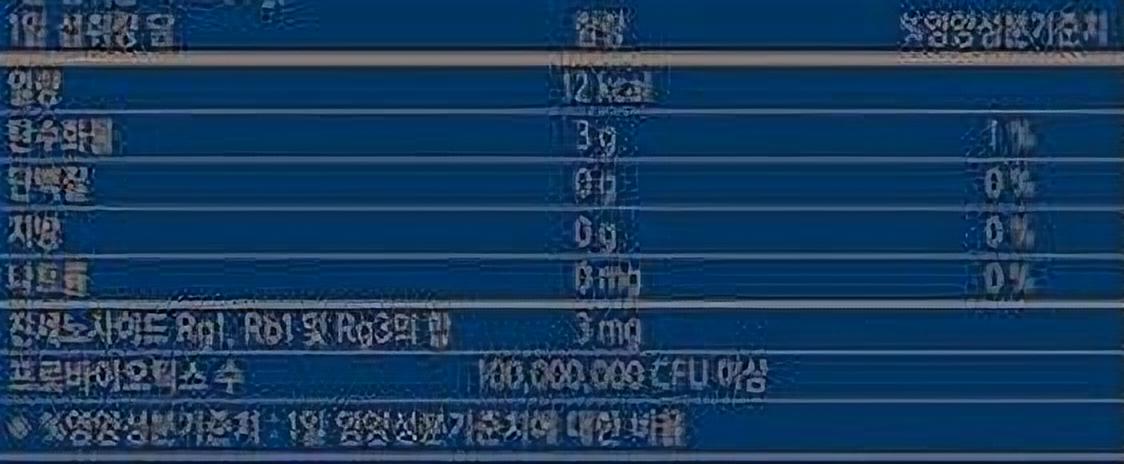 1일 섭취량 당 함량 %영양성분기준치
열량 12 kcal
탄수화물 3 g 1 %
단백질 0 g 0 %
지방 0 g 0 %
나트륨 0 mg 0 %
진세노사이드 Rg1, Rb1 및 Rg3의 합 3 mg
프로바이오틱스 수 100,000,000 CFU 이상
※ %영양성분기준치 : 1일 영양성분기준치에 대한 비율